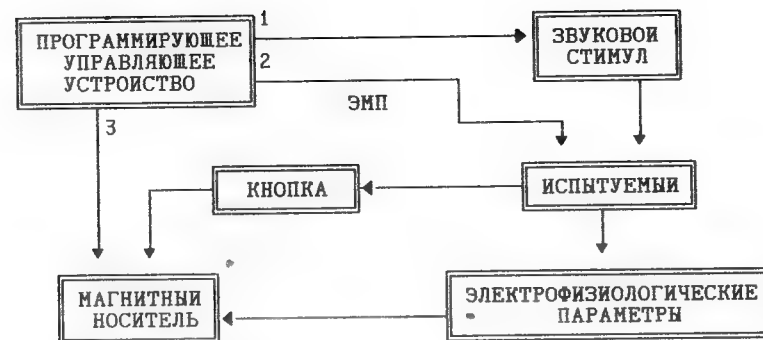 ПРОГРАММИРУЮЩЕЕ
УПРАВЛЯЮЩЕЕ
УСТРОЙСТВО
1
2
3
ЗВУКОВОЙ
СТИМУЛ
ЭМП
КНОПКА
ИСПЫТУЕМЫЙ
МАГНИТНЫЙ
НОСИТЕЛЬ
ЭЛЕКТРОФИЗИОЛОГИЧЕСКИЕ
ПАРАМЕТРЫ